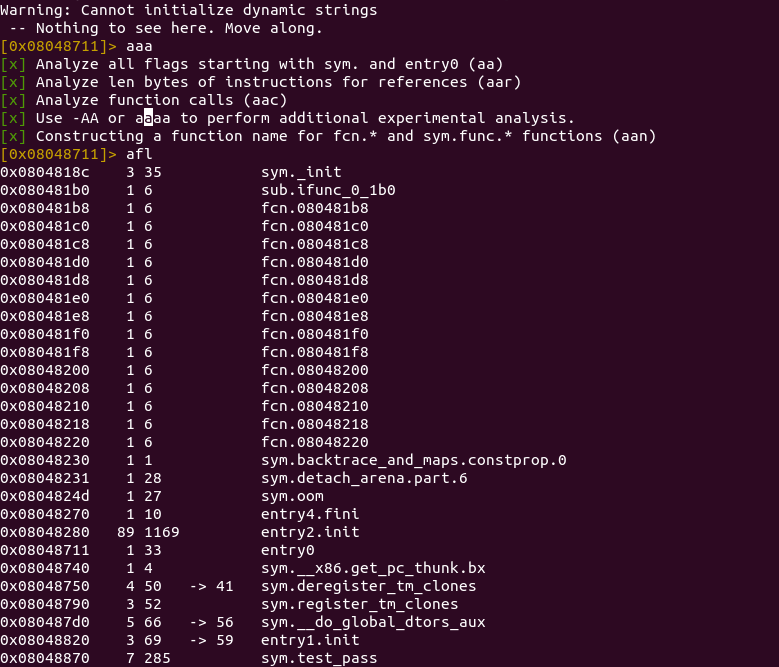 Warning: Cannot initialize dynamic strings
 -- Nothing to see here. Move along.
[0x08048711]> aaa
[x] Analyze all flags starting with sym. and entry0 (aa)
[x] Analyze len bytes of instructions for references (aar)
[x] Analyze function calls (aac)
[x] Use -AA or aaaa to perform additional experimental analysis.
[x] Constructing a function name for fcn.* and sym.func.* functions (aan)
[0x08048711]> afl
0x0804818c    3 35           sym._init
0x080481b0    1 6            sub.ifunc_0_1b0
0x080481b8    1 6            fcn.080481b8
0x080481c0    1 6            fcn.080481c0
0x080481c8    1 6            fcn.080481c8
0x080481d0    1 6            fcn.080481d0
0x080481d8    1 6            fcn.080481d8
0x080481e0    1 6            fcn.080481e0
0x080481e8    1 6            fcn.080481e8
0x080481f0    1 6            fcn.080481f0
0x080481f8    1 6            fcn.080481f8
0x08048200    1 6            fcn.08048200
0x08048208    1 6            fcn.08048208
0x08048210    1 6            fcn.08048210
0x08048218    1 6            fcn.08048218
0x08048220    1 6            fcn.08048220
0x08048230    1 1            sym.backtrace_and_maps.constprop.0
0x08048231    1 28           sym.detach_arena.part.6
0x0804824d    1 27           sym.oom
0x08048270    1 10           entry4.fini
0x08048280   89 1169         entry2.init
0x08048711    1 33           entry0
0x08048740    1 4            sym.__x86.get_pc_thunk.bx
0x08048750    4 50   -> 41   sym.deregister_tm_clones
0x08048790    3 52           sym.register_tm_clones
0x080487d0    5 66   -> 56   sym.__do_global_dtors_aux
0x08048820    3 69   -> 59   entry1.init
0x08048870    7 285          sym.test_pass